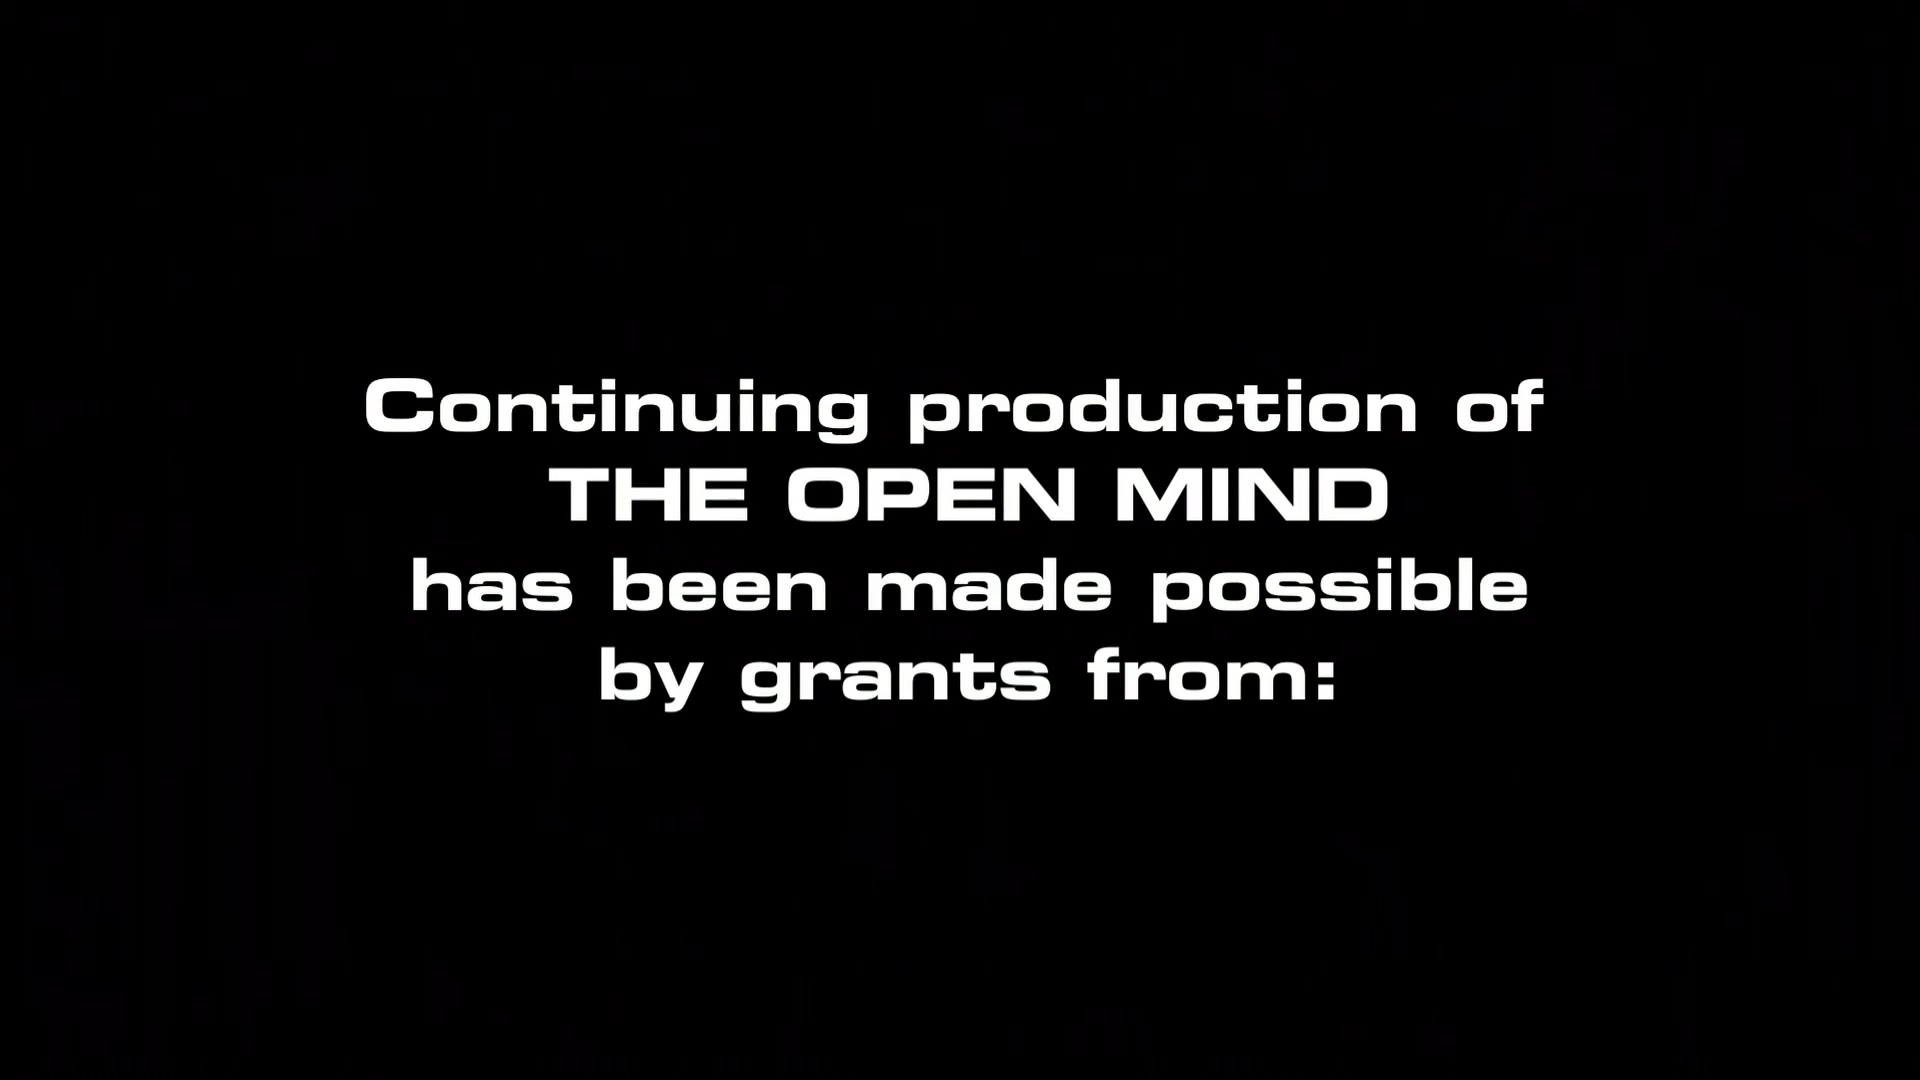 Continuing production of
THE OPEN MIND
has been made possible
by grants from: